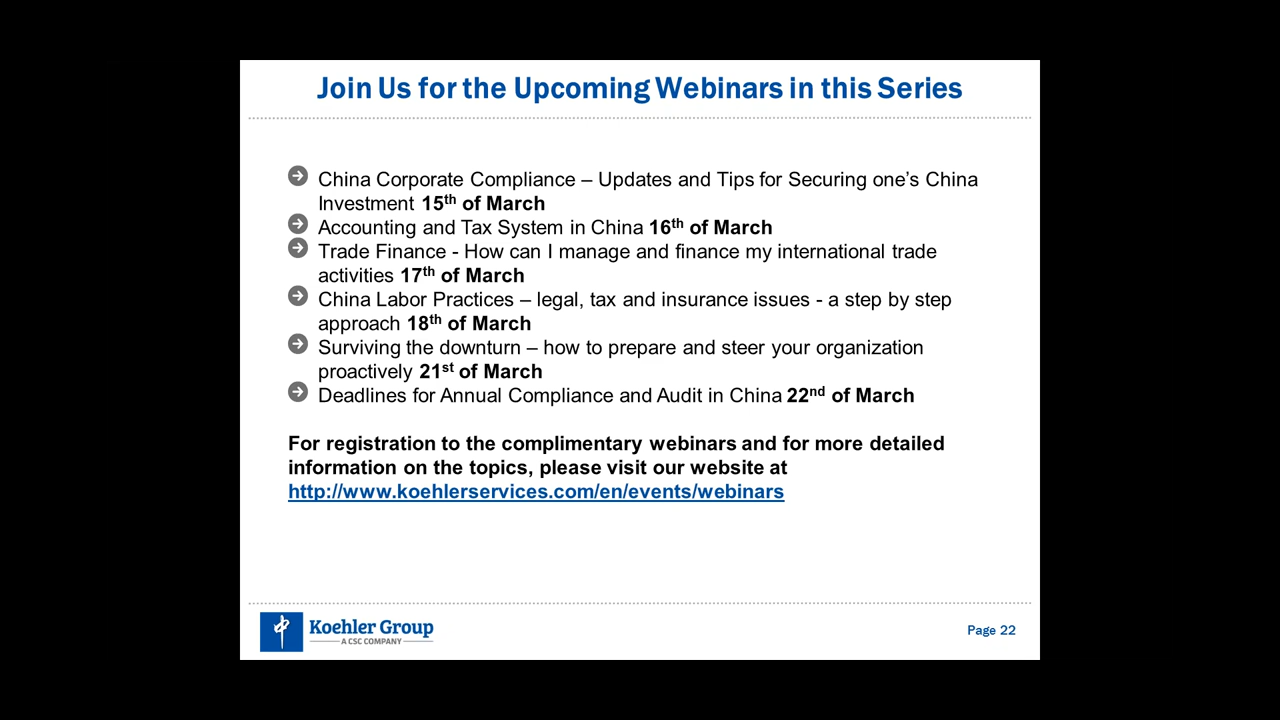 Join Us for the Upcoming Webinars in this Series
China Corporate Compliance – Updates and Tips for Securing one’s China
Investment 15th of March
Accounting and Tax System in China 16th of March
Trade Finance - How can I manage and finance my international trade
activities 17th of March
China Labor Practices – legal, tax and insurance issues - a step by step
approach 18th of March
Surviving the downturn – how to prepare and steer your organization
proactively 21st of March
Deadlines for Annual Compliance and Audit in China 22nd of March
For registration to the complimentary webinars and for more detailed
information on the topics, please visit our website at
http://www.koehlerservices.com/en/events/webinars
Koehler Group
A CSC COMPANY
Page 22